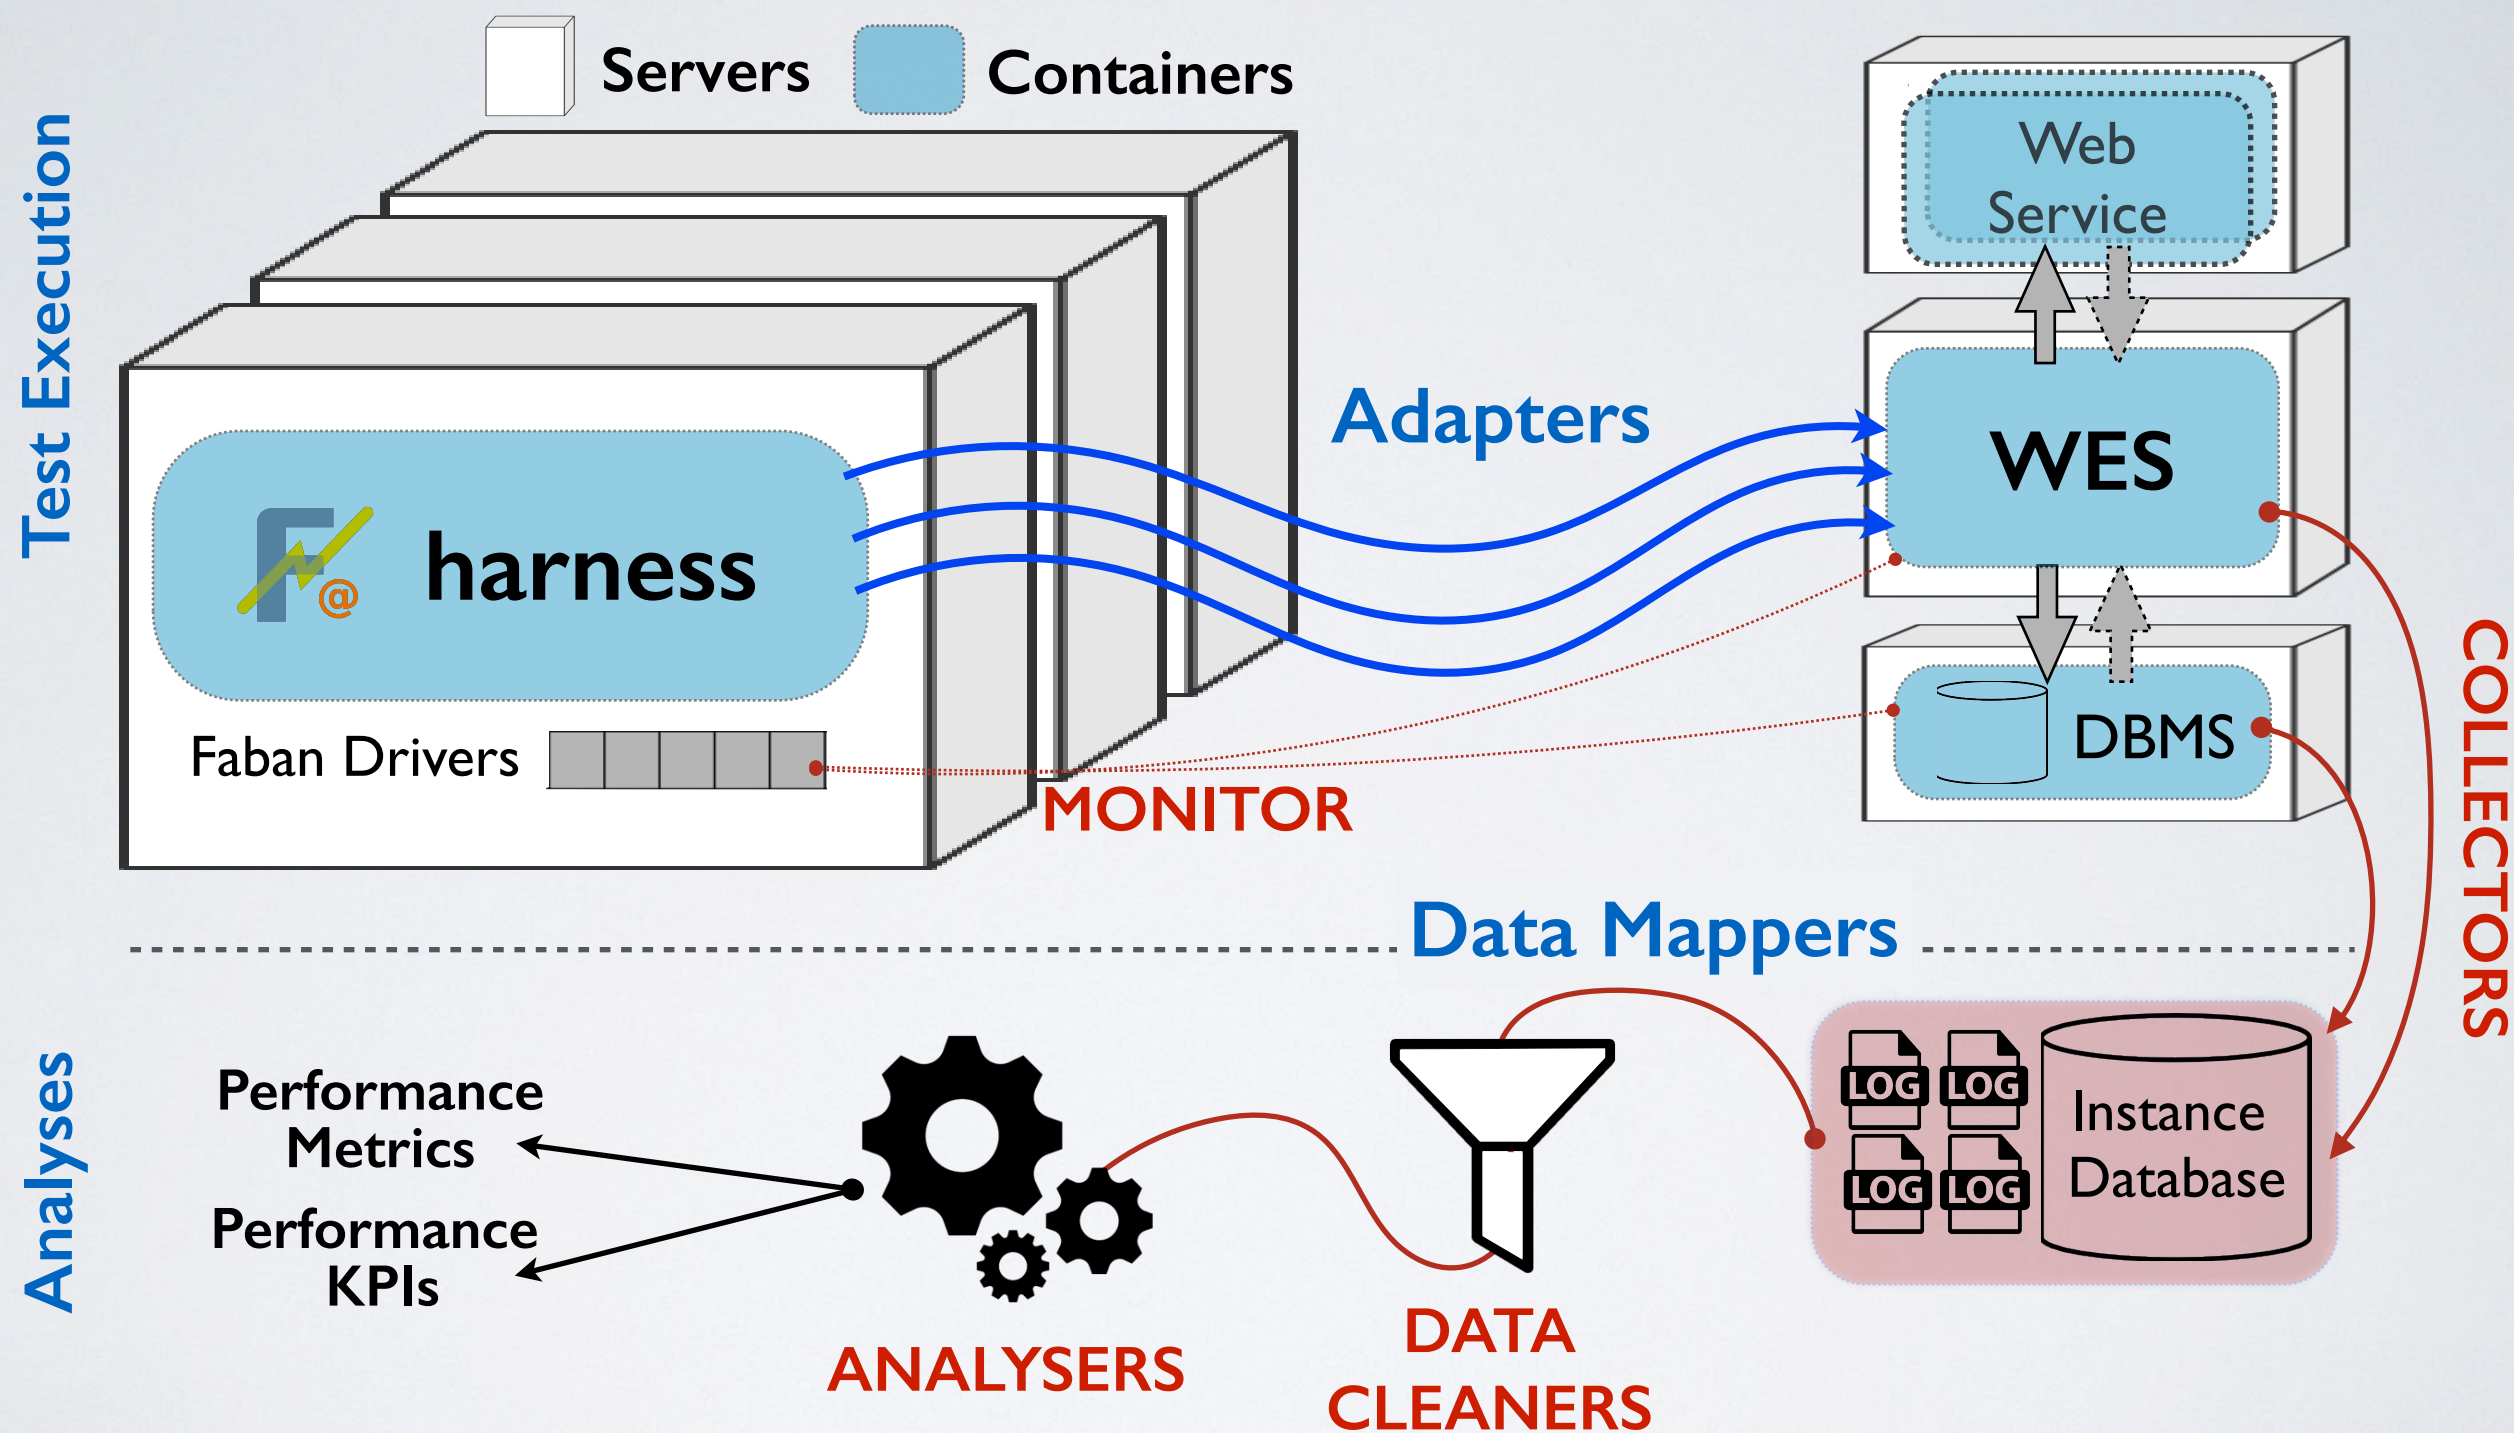 Servers
Containers
Test Execution
Web
Service
Adapters
WES
@
harness
Faban Drivers
DBMS
MONITOR
COLLECTORS
Data Mappers
Analyses
Performance
Metrics
Performance
KPIs
LOG
LOG
LOG
LOG
Instance
Database
ANALYSERS
DATA
CLEANERS